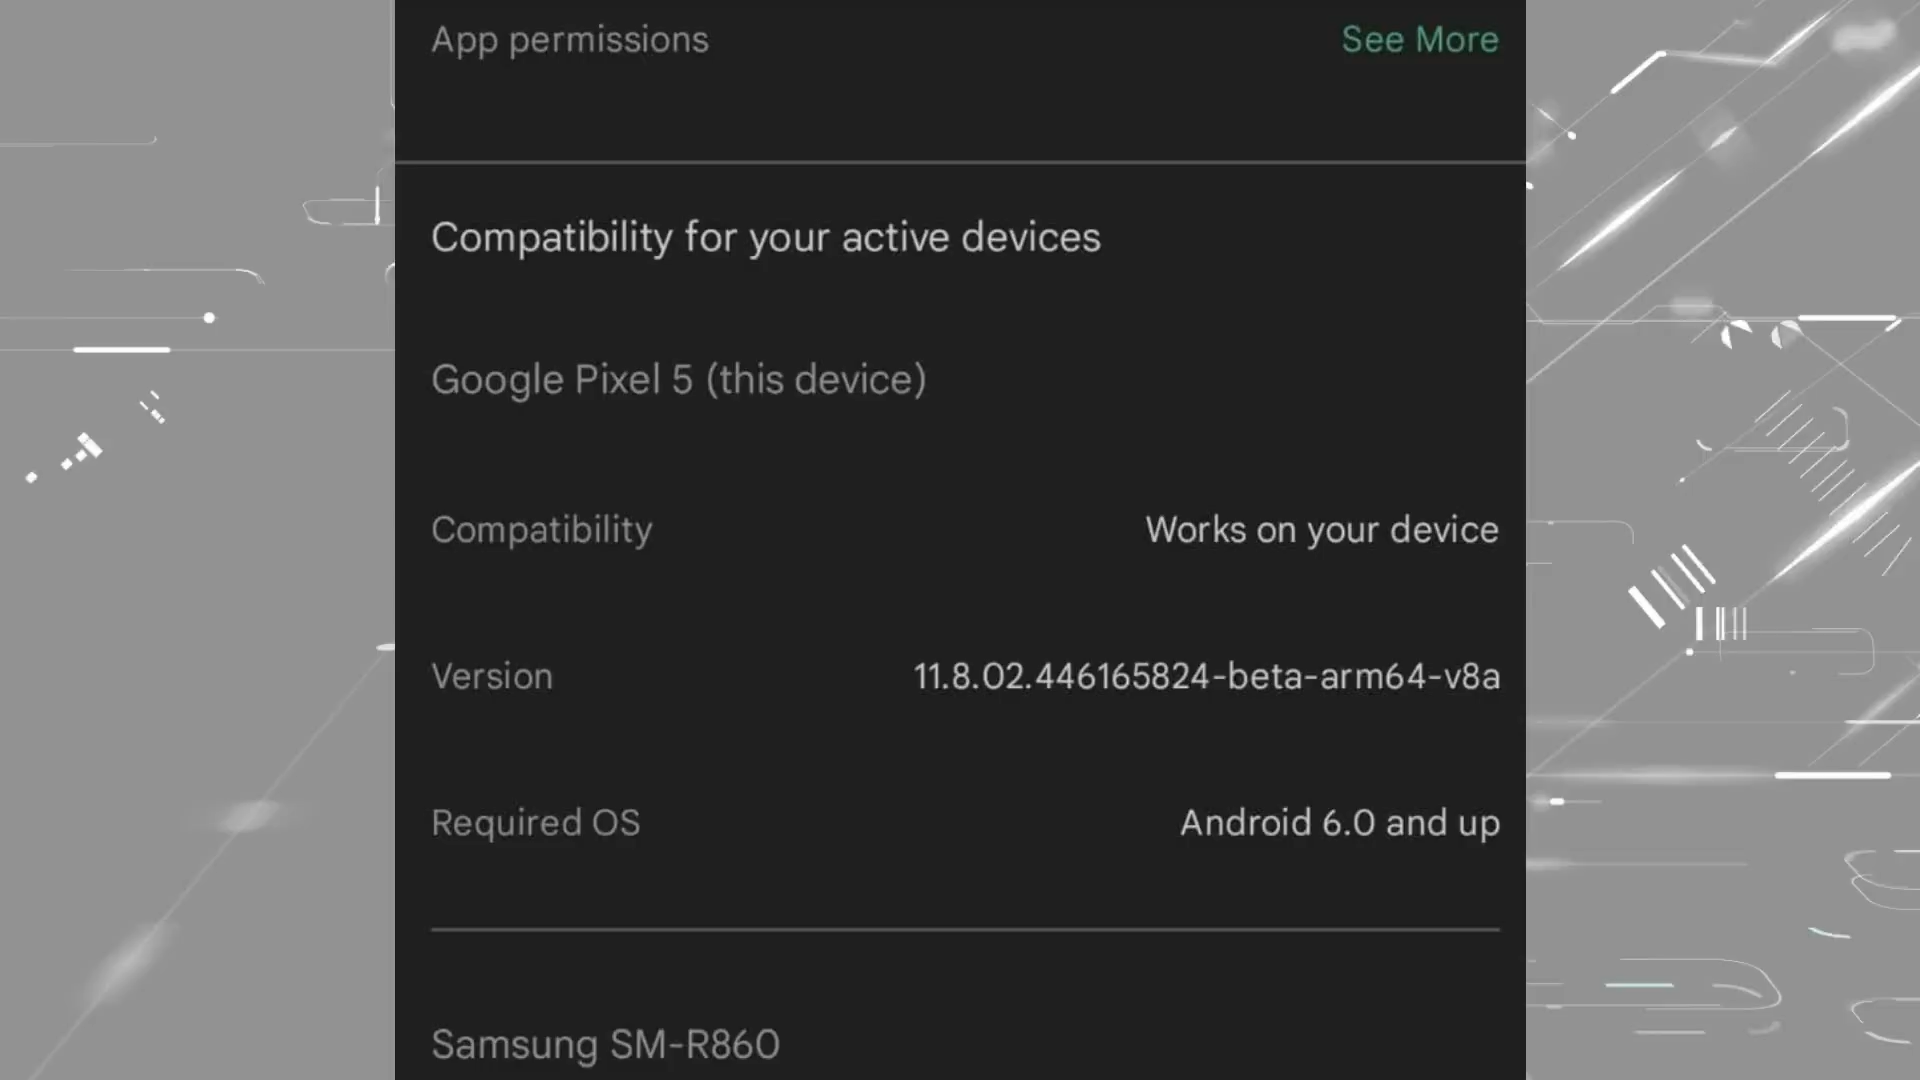 App permissions See More
Compatibility for your active devices
Google Pixel 5 (this device)
Compatibility Works on your device
Version 11.8.02.446165824-beta-arm64-v8a
Required OS Android 6.0 and up
Samsung SM-R860